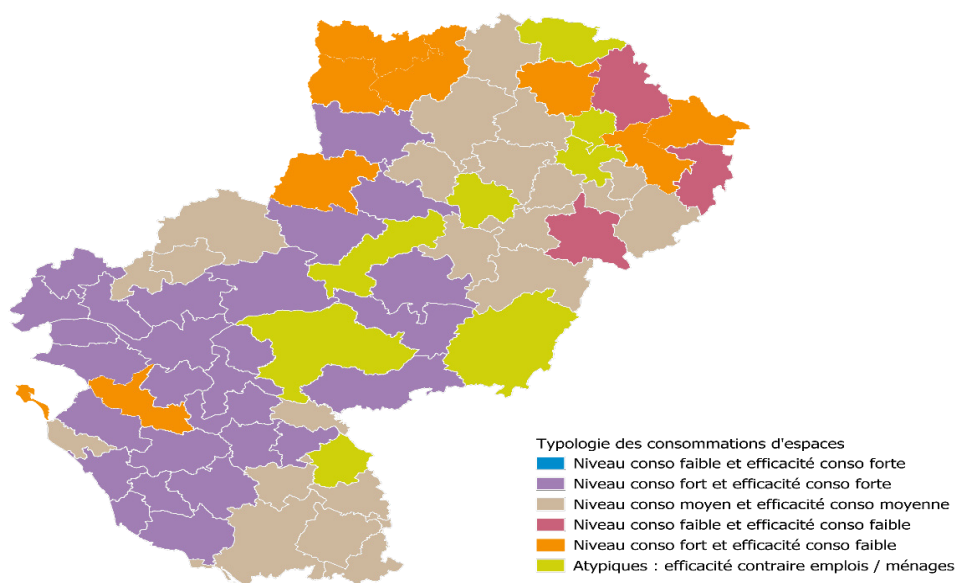 Typologie des consommations d'espaces
Niveau conso faible et efficacité conso forte
Niveau conso fort et efficacité conso forte
Niveau conso moyen et efficacité conso moyenne
Niveau conso faible et efficacité conso faible
Niveau conso fort et efficacité conso faible
Atypiques : efficacité contraire emplois / ménages